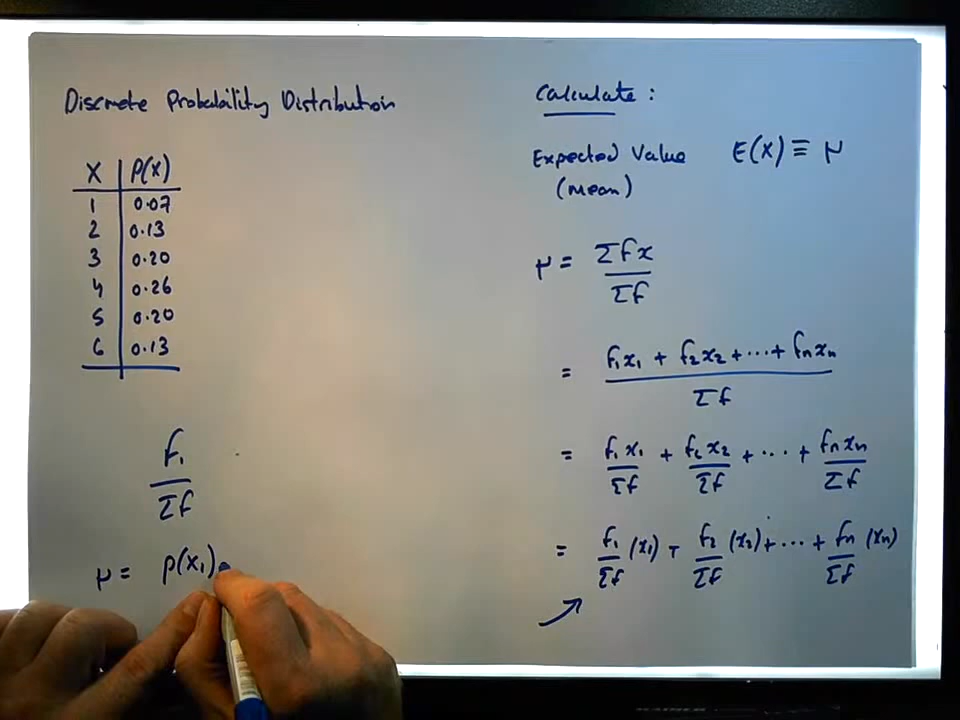 Discrete Probability Distribution
X P(X)
1 0.07
2 0.13
3 0.20
4 0.26
5 0.20
6 0.13
f₁
Σf
μ = P(x₁)
Calculate :
Expected Value E(X) ≡ μ
(Mean)
μ = Σfx
Σf
= f₁x₁ + f₂x₂ + ··· + fₙxₙ
Σf
= f₁x₁ + f₂x₂ + ··· + fₙxₙ
Σf Σf Σf
= f₁ (x₁) + f₂ (x₂) + ··· + fₙ (xₙ)
Σf Σf Σf